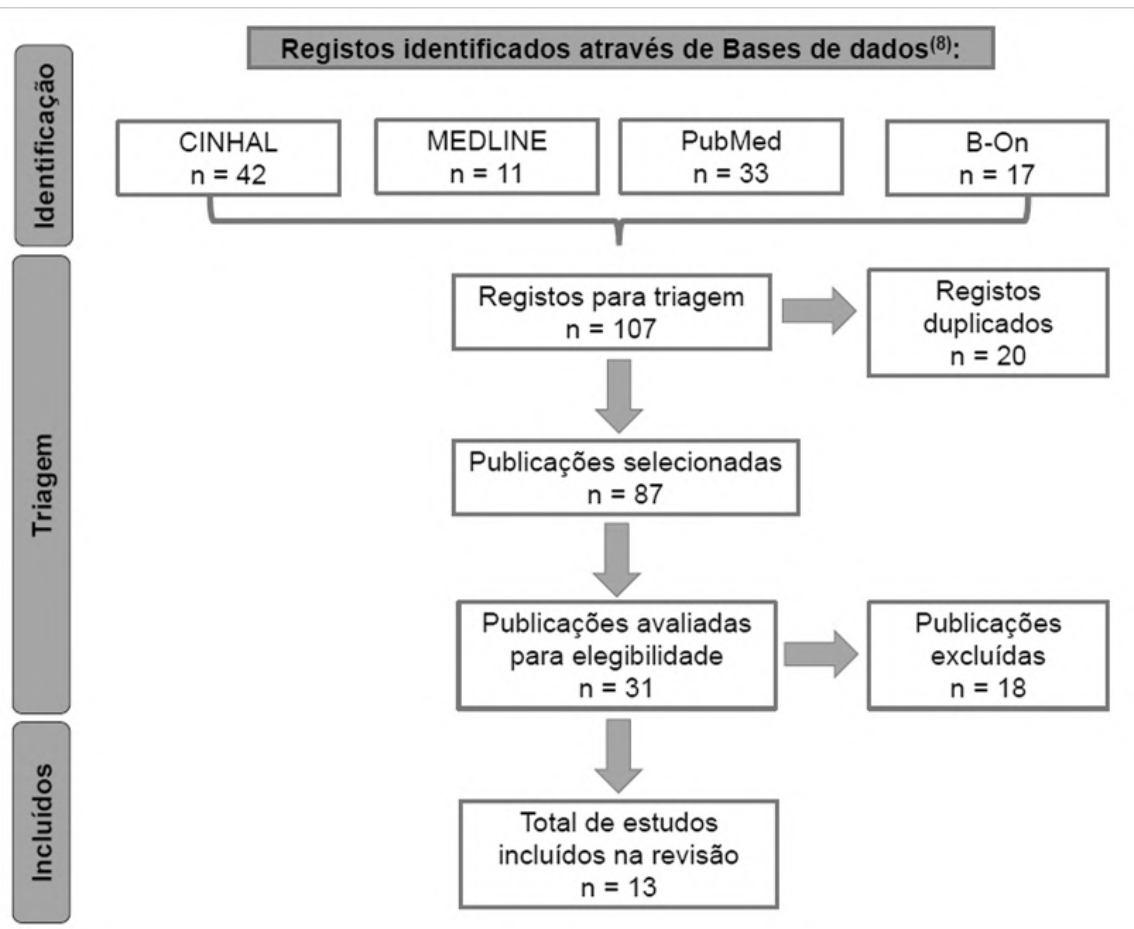 Registos identificados através de Bases de dados(8):
Identificação
CINHAL
n = 42
MEDLINE
n = 11
PubMed
n = 33
B-On
n = 17
Triagem
Registos para triagem
n = 107
Registos
duplicados
n = 20
Publicações selecionadas
n = 87
Publicações avaliadas
para elegibilidade
n = 31
Publicações
excluídas
n = 18
Incluídos
Total de estudos
incluídos na revisão
n = 13